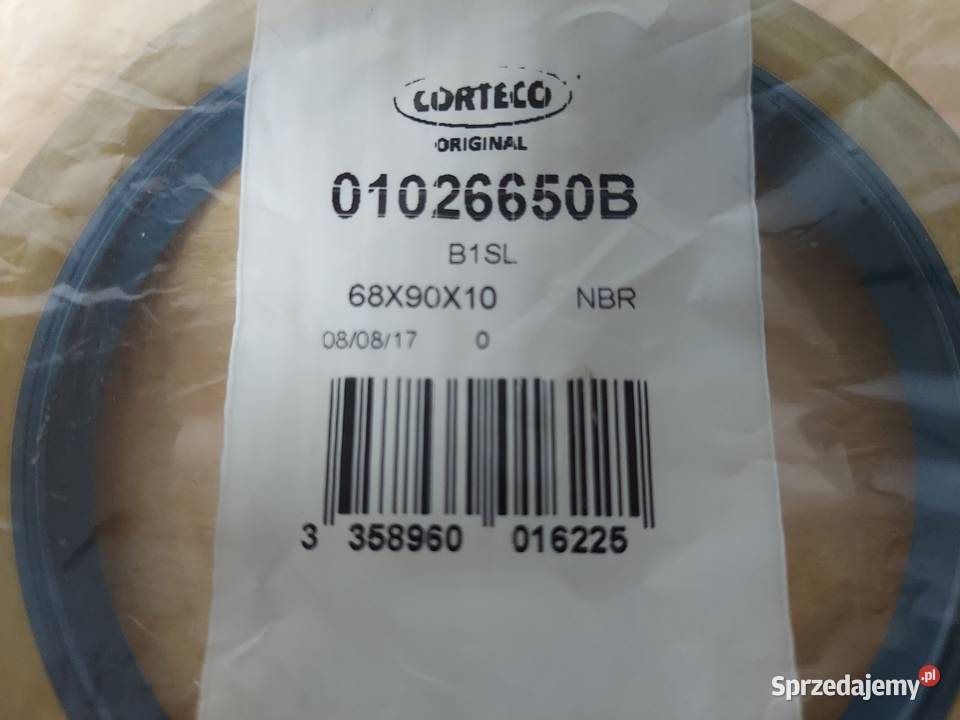 CORTECO
ORIGINAL
01026650B
B1SL
68X90X10 NBR
08/08/17 0
3 358960 016225
Sprzedajemy.pl